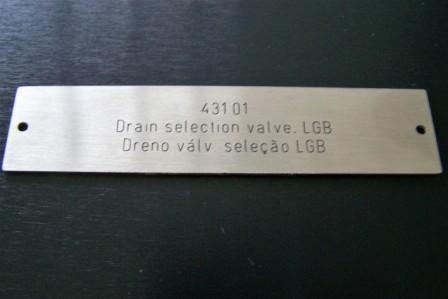 43101
Drain selection valve. LGB
Dreno válv seleção LGB